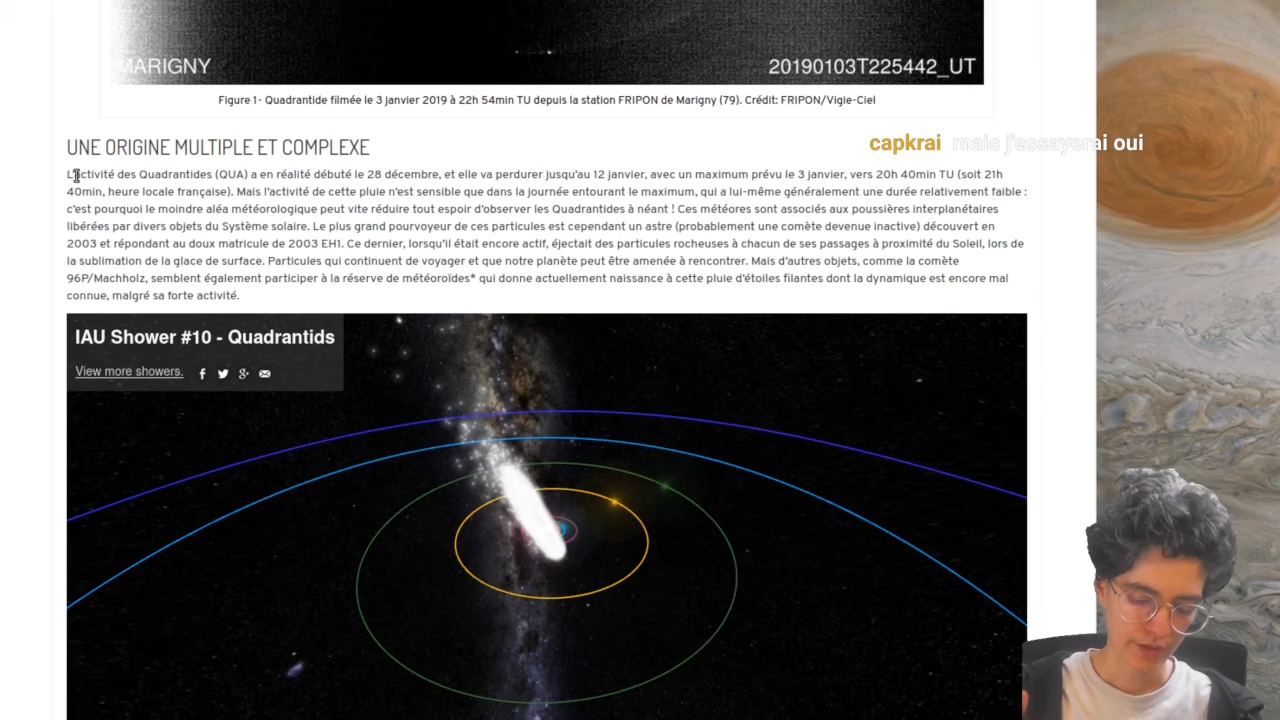 MARIGNY
20190103T225442_UT
Figure 1- Quadrantide filmée le 3 janvier 2019 à 22h 54min TU depuis la station FRIPON de Marigny (79). Crédit: FRIPON/Vigie-Ciel
UNE ORIGINE MULTIPLE ET COMPLEXE
capkrai mais j'essayerai oui
L'activité des Quadrantides (QUA) a en réalité débuté le 28 décembre, et elle va perdurer jusqu'au 12 janvier, avec un maximum prévu le 3 janvier, vers 20h 40min TU (soit 21h
40min, heure locale française). Mais l'activité de cette pluie n'est sensible que dans la journée entourant le maximum, qui a lui-même généralement une durée relativement faible :
c'est pourquoi le moindre aléa météorologique peut vite réduire tout espoir d'observer les Quadrantides à néant ! Ces météores sont associés aux poussières interplanétaires
libérées par divers objets du Système solaire. Le plus grand pourvoyeur de ces particules est cependant un astre (probablement une comète devenue inactive) découvert en
2003 et répondant au doux matricule de 2003 EH1. Ce dernier, lorsqu'il était encore actif, éjectait des particules rocheuses à chacun de ses passages à proximité du Soleil, lors de
la sublimation de la glace de surface. Particules qui continuent de voyager et que notre planète peut être amenée à rencontrer. Mais d'autres objets, comme la comète
96P/Machholz, semblent également participer à la réserve de météoroïdes* qui donne actuellement naissance à cette pluie d'étoiles filantes dont la dynamique est encore mal
connue, malgré sa forte activité.
IAU Shower #10 - Quadrantids
View more showers.